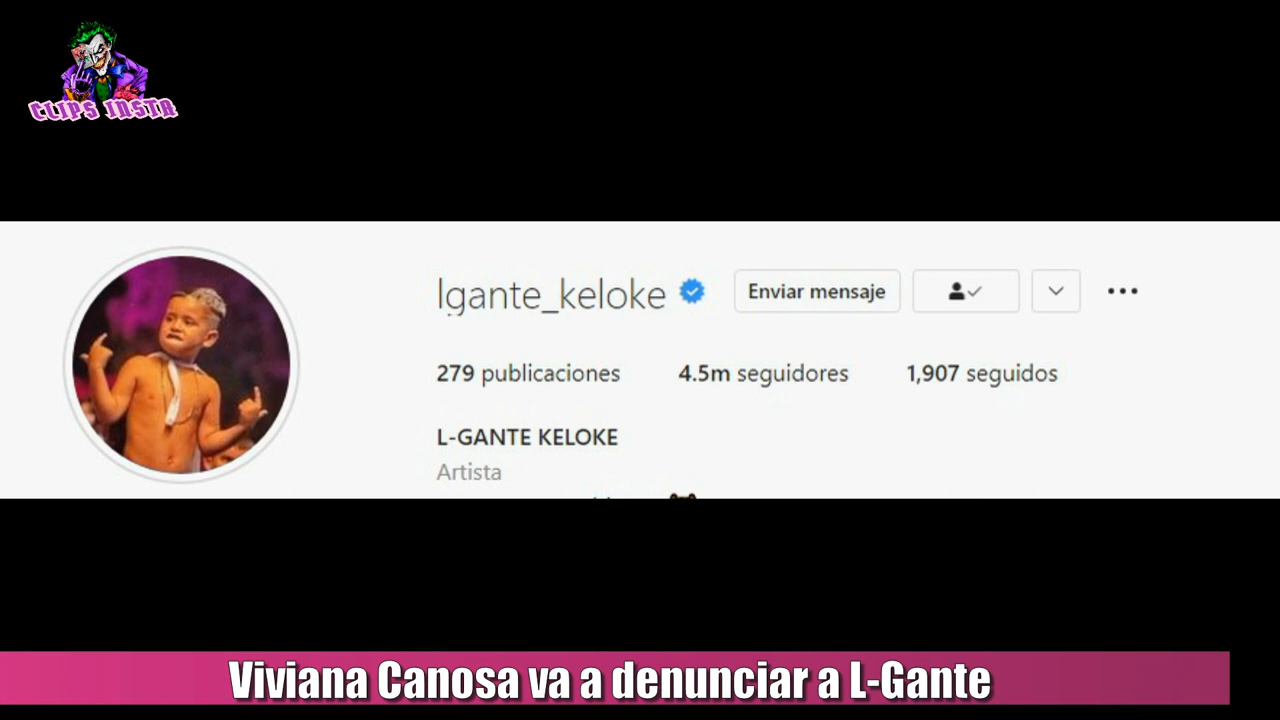 CLIPS INSTA
lgante_keloke
Enviar mensaje
279 publicaciones 4.5m seguidores 1,907 seguidos
L-GANTE KELOKE
Artista
Viviana Canosa va a denunciar a L-Gante